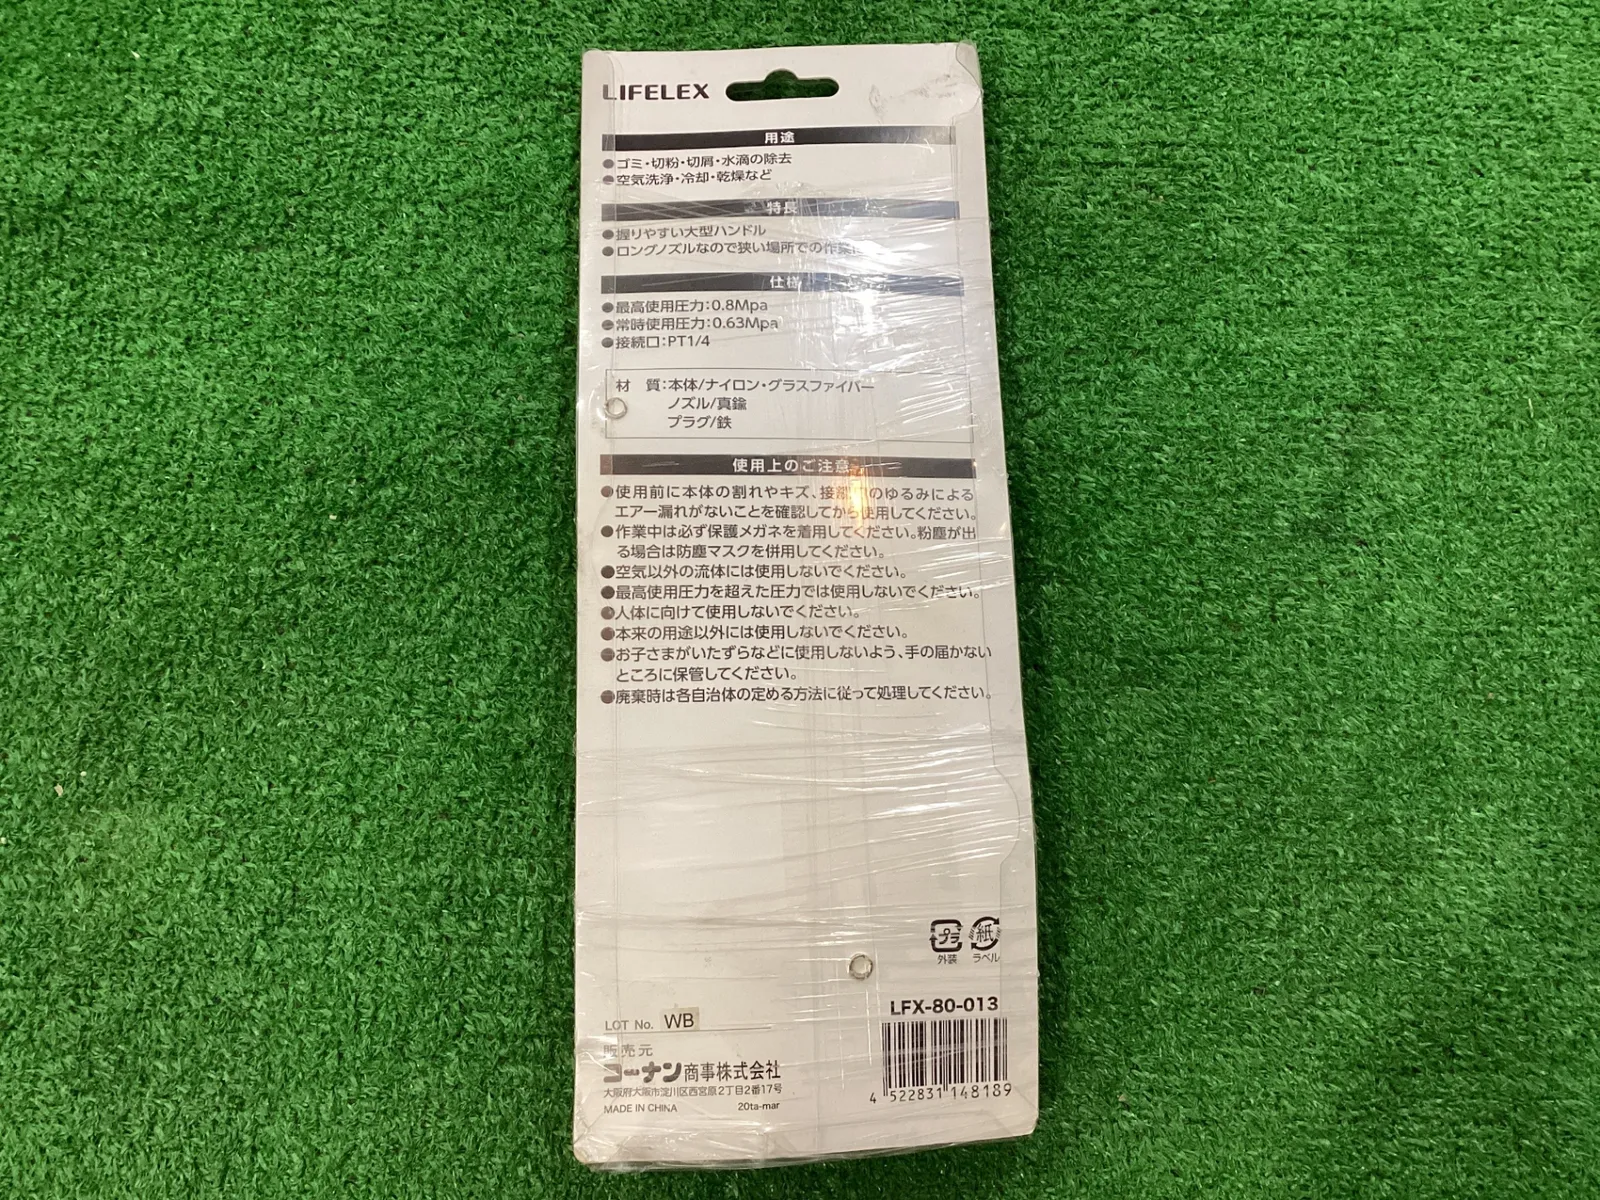 LIFELEX
用途
●ゴミ・切粉・切屑・水滴の除去
●空気洗浄・冷却・乾燥など
特長
●握りやすい大型ハンドル
●ロングノズルなので狭い場所での作業に
仕様
●最高使用圧力:0.8Mpa
●常時使用圧力:0.63Mpa
●接続口:PT1/4
材 質:本体/ナイロン・グラスファイバー
ノズル/真鍮
プラグ/鉄
使用上のご注意
●使用前に本体の割れやキズ、接続口のゆるみによる
エアー漏れがないことを確認してから使用してください。
●作業中は必ず保護メガネを着用してください。粉塵が出
る場合は防塵マスクを併用してください。
●空気以外の流体には使用しないでください。
●最高使用圧力を超えた圧力では使用しないでください。
●人体に向けて使用しないでください。
●本来の用途以外には使用しないでください。
●お子さまがいたずらなどに使用しないよう、手の届かない
ところに保管してください。
●廃棄時は各自治体の定める方法に従って処理してください。
プラ 紙
外装 ラベル
LFX-80-013
LOT No. WB
販売元
コーナン商事株式会社
大阪府大阪市淀川区西宮原2丁目2番17号
MADE IN CHINA 20ta-mar
4 522831 148189